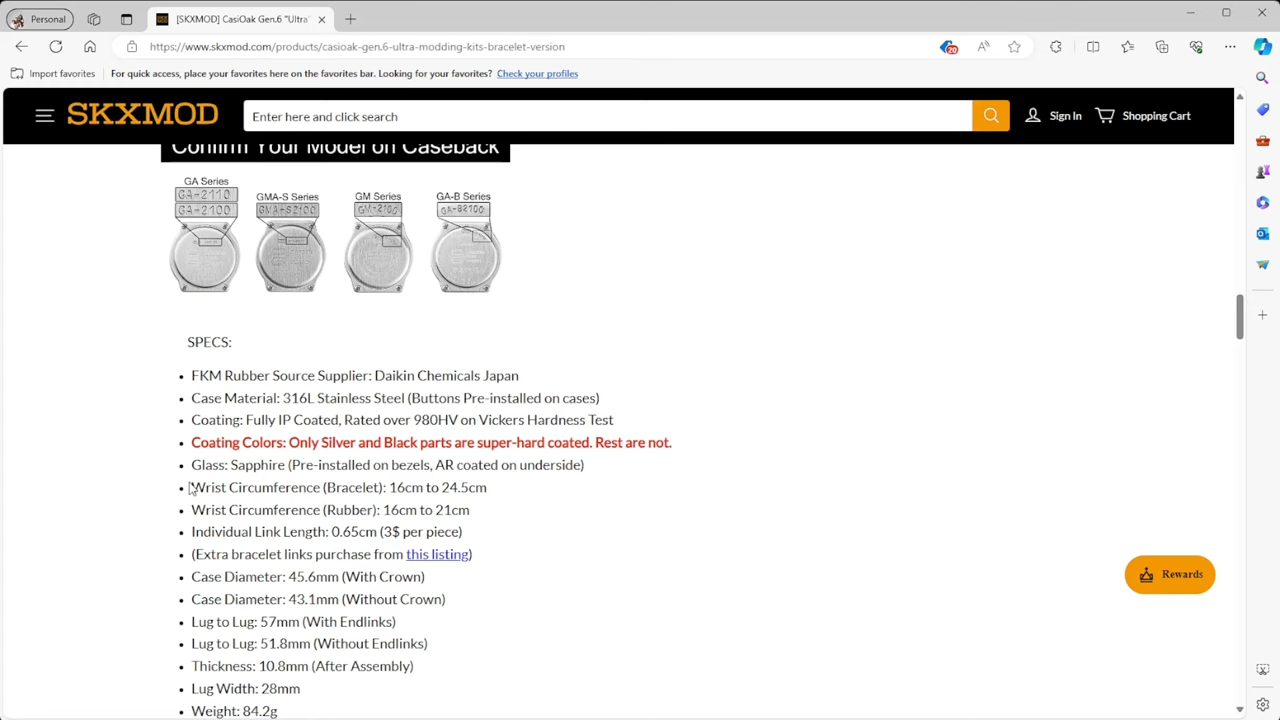 Personal
[SKXMOD] CasiOak Gen.6 "Ultra"
https://www.skxmod.com/products/casioak-gen.6-ultra-modding-kits-bracelet-version
20
Import favorites
For quick access, place your favorites here on the favorites bar. Looking for your favorites? Check your profiles
SKXMOD
Enter here and click search
Sign In
Shopping Cart
Confirm Your Model on Caseback
GA Series
GA-2110
GA-2100
GMA-S Series
GMA-S2100
GM Series
GM-2100
GA-B Series
GA-B2100
SPECS:
• FKM Rubber Source Supplier: Daikin Chemicals Japan
• Case Material: 316L Stainless Steel (Buttons Pre-installed on cases)
• Coating: Fully IP Coated, Rated over 980HV on Vickers Hardness Test
• Coating Colors: Only Silver and Black parts are super-hard coated. Rest are not.
• Glass: Sapphire (Pre-installed on bezels, AR coated on underside)
• Wrist Circumference (Bracelet): 16cm to 24.5cm
• Wrist Circumference (Rubber): 16cm to 21cm
• Individual Link Length: 0.65cm (3$ per piece)
• (Extra bracelet links purchase from this listing)
• Case Diameter: 45.6mm (With Crown)
• Case Diameter: 43.1mm (Without Crown)
• Lug to Lug: 57mm (With Endlinks)
• Lug to Lug: 51.8mm (Without Endlinks)
• Thickness: 10.8mm (After Assembly)
• Lug Width: 28mm
• Weight: 84.2g
Rewards